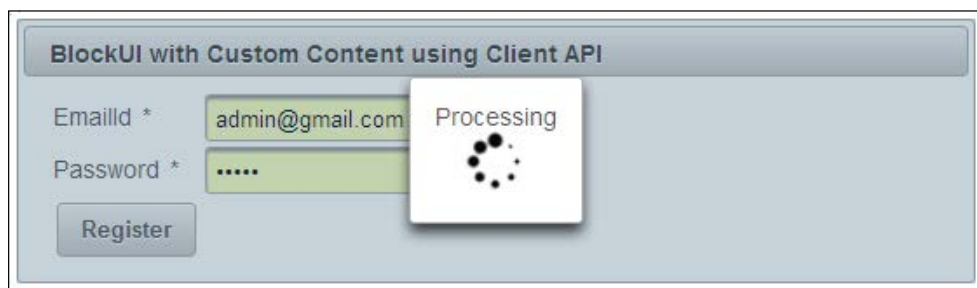 BlockUI with Custom Content using Client API
EmailId *
admin@gmail.com
Processing
Password *
•••••
Register